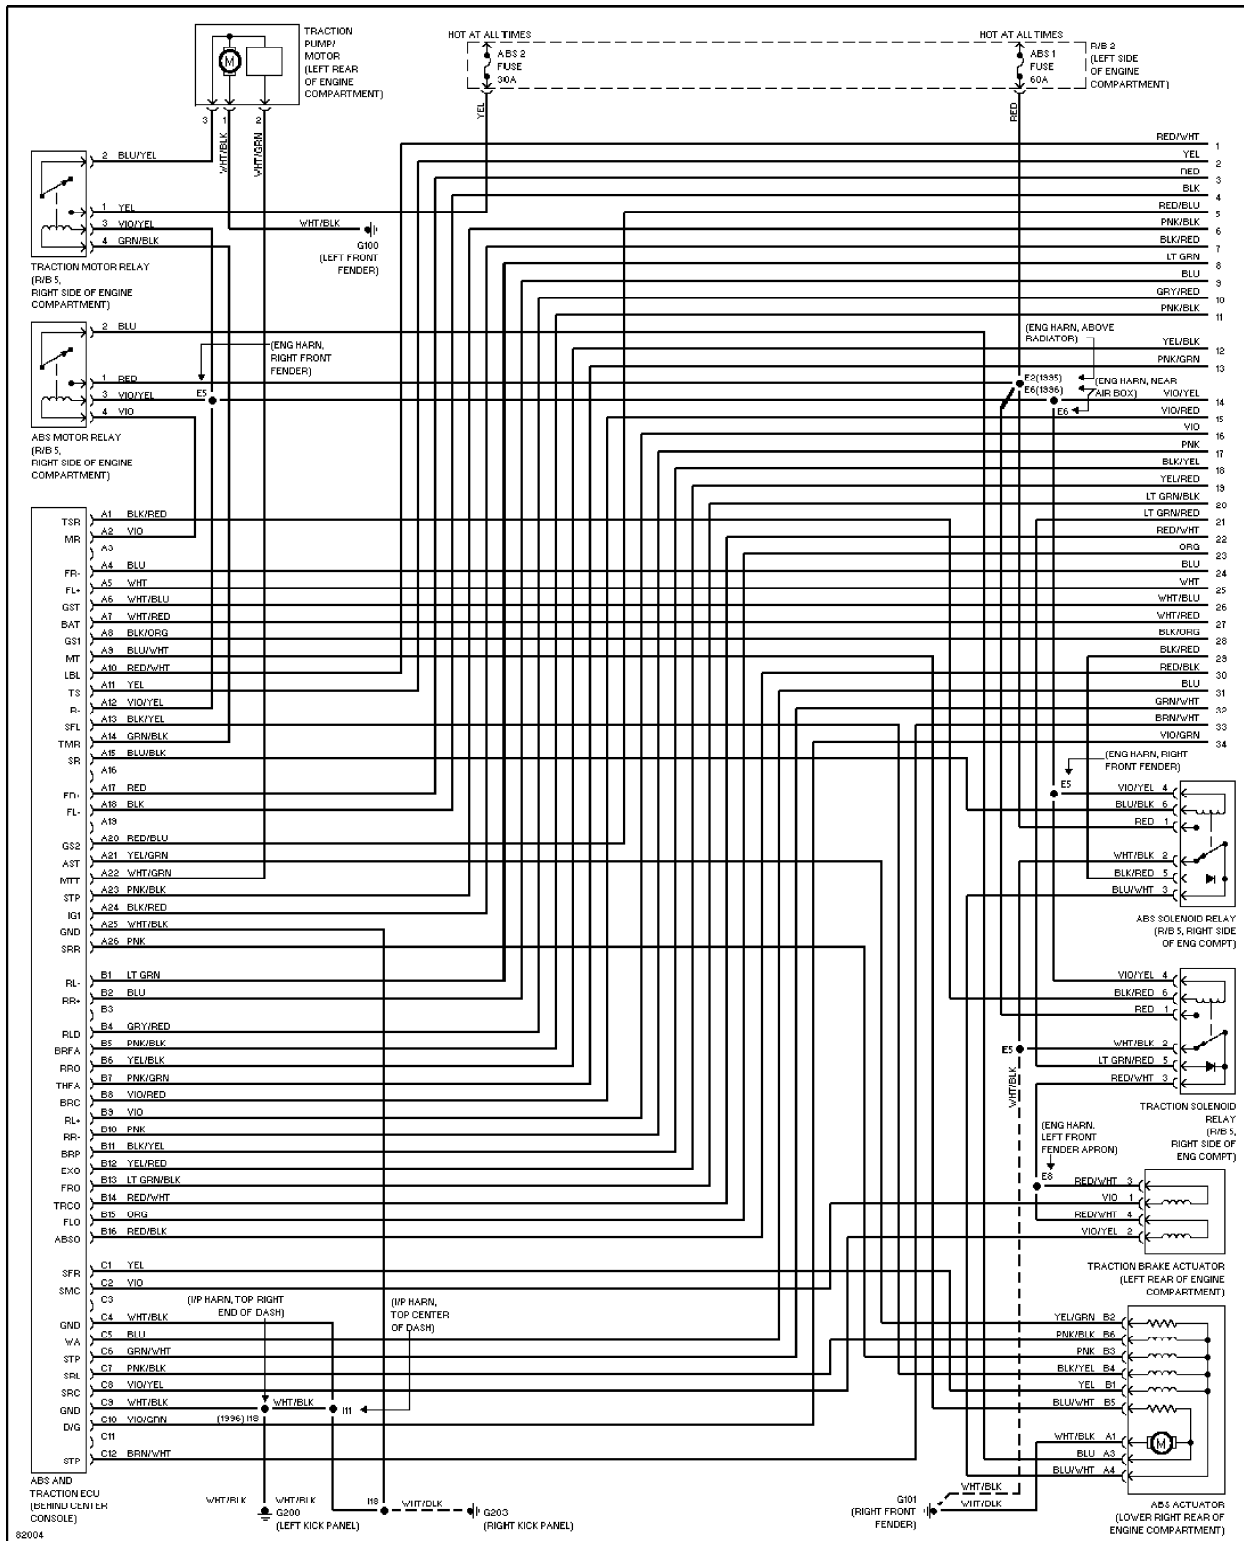 TRACTION
PUMP/
MOTOR
(LEFT REAR
OF ENGINE
COMPARTMENT)
M
3 1 2
WHT/BLK
WHT/GRN
HOT AT ALL TIMES
ABS 2
FUSE
30A
YEL
HOT AT ALL TIMES
ABS 1
FUSE
60A
RED
R/B 2
(LEFT SIDE
OF ENGINE
COMPARTMENT)
2 BLU/YEL
1 YEL
3 VIO/YEL
4 GRN/BLK
TRACTION MOTOR RELAY
(R/B 5,
RIGHT SIDE OF ENGINE
COMPARTMENT)
WHT/BLK
G100
(LEFT FRONT
FENDER)
2 BLU
1 RED
3 VIO/YEL
4 VIO
ABS MOTOR RELAY
(R/B 5,
RIGHT SIDE OF ENGINE
COMPARTMENT)
(ENG HARN,
RIGHT FRONT
FENDER)
E5
(ENG HARN, ABOVE
RADIATOR)
E2(1995)
E6(1996)
(ENG HARN, NEAR
AIR BOX)
E6
RED/WHT 1
YEL 2
RED 3
BLK 4
RED/BLU 5
PNK/BLK 6
BLK/RED 7
LT GRN 8
BLU 9
GRY/RED 10
PNK/BLK 11
YEL/BLK 12
PNK/GRN 13
VIO/YEL 14
VIO/RED 15
VIO 16
PNK 17
BLK/YEL 18
YEL/RED 19
LT GRN/BLK 20
LT GRN/RED 21
RED/WHT 22
ORG 23
BLU 24
WHT 25
WHT/BLU 26
WHT/RED 27
BLK/ORG 28
BLK/RED 29
RED/BLK 30
BLU 31
GRN/WHT 32
BRN/WHT 33
VIO/GRN 34
TSR A1 BLK/RED
MR A2 VIO
A3
FR- A4 BLU
FL+ A5 WHT
GST A6 WHT/BLU
BAT A7 WHT/RED
GS1 A8 BLK/ORG
MT A9 BLU/WHT
LBL A10 RED/WHT
TS A11 YEL
R- A12 VIO/YEL
SFL A13 BLK/YEL
TMR A14 GRN/BLK
SR A15 BLU/BLK
A16
FR+ A17 RED
FL- A18 BLK
A19
GS2 A20 RED/BLU
AST A21 YEL/GRN
MTT A22 WHT/GRN
STP A23 PNK/BLK
IG1 A24 BLK/RED
GND A25 WHT/BLK
SRR A26 PNK
RL- B1 LT GRN
RR+ B2 BLU
B3
RLD B4 GRY/RED
BRFA B5 PNK/BLK
RRO B6 YEL/BLK
THFA B7 PNK/GRN
BRC B8 VIO/RED
RL+ B9 VIO
RR- B10 PNK
BRP B11 BLK/YEL
EXO B12 YEL/RED
FRO B13 LT GRN/BLK
TRCO B14 RED/WHT
FLO B15 ORG
ABSO B16 RED/BLK
SFR C1 YEL
SMC C2 VIO
C3
GND C4 WHT/BLK
WA C5 BLU
STP C6 GRN/WHT
SRL C7 PNK/BLK
SRC C8 VIO/YEL
GND C9 WHT/BLK
D/G C10 VIO/GRN
C11
STP C12 BRN/WHT
ABS AND
TRACTION ECU
(BEHIND CENTER
CONSOLE)
(I/P HARN, TOP RIGHT
END OF DASH)
(I/P HARN,
TOP CENTER
OF DASH)
(1996) I18
WHT/BLK
I11
WHT/BLK
WHT/BLK
G200
(LEFT KICK PANEL)
I18
WHT/BLK
G203
(RIGHT KICK PANEL)
(ENG HARN, RIGHT
FRONT FENDER)
E5
VIO/YEL 4
BLU/BLK 6
RED 1
WHT/BLK 2
BLK/RED 5
BLU/WHT 3
ABS SOLENOID RELAY
(R/B 5, RIGHT SIDE
OF ENG COMPT)
VIO/YEL 4
BLK/RED 6
RED 1
E5
WHT/BLK 2
LT GRN/RED 5
RED/WHT 3
WHT/BLK
TRACTION SOLENOID
RELAY
(R/B 5,
RIGHT SIDE OF
ENG COMPT)
(ENG HARN.
LEFT FRONT
FENDER APRON)
E8
RED/WHT 3
VIO 1
RED/WHT 4
VIO/YEL 2
TRACTION BRAKE ACTUATOR
(LEFT REAR OF ENGINE
COMPARTMENT)
YEL/GRN B2
PNK/BLK B6
PNK B3
BLK/YEL B4
YEL B1
BLU/WHT B5
WHT/BLK A1
M
BLU A3
BLU/WHT A4
WHT/BLK
WHT/BLK
G101
(RIGHT FRONT
FENDER)
ABS ACTUATOR
(LOWER RIGHT REAR OF
ENGINE COMPARTMENT)
82004